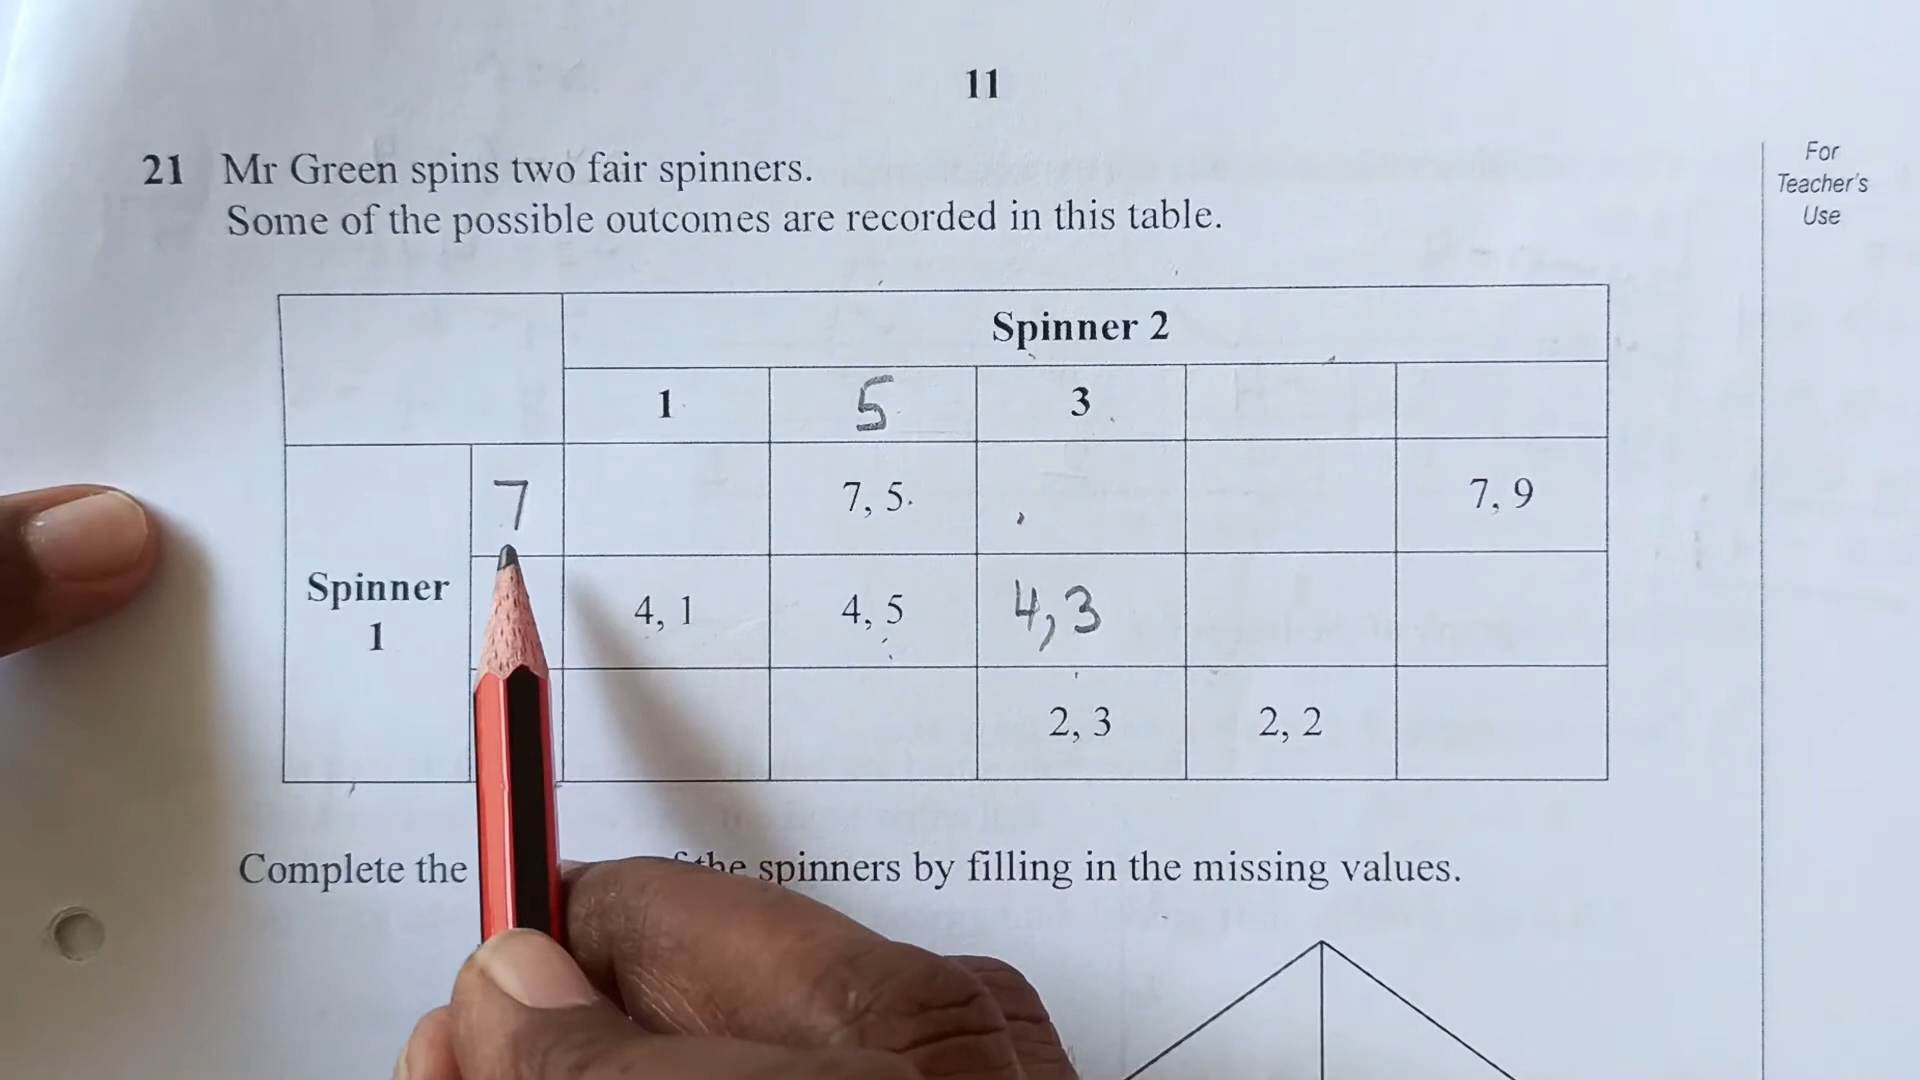 11
For
Teacher's
Use
21 Mr Green spins two fair spinners.
Some of the possible outcomes are recorded in this table.
Spinner 2
1 5 3
7 7, 5 7, 9
Spinner
1
4, 1 4, 5 4,3
2, 3 2, 2
Complete the the spinners by filling in the missing values.